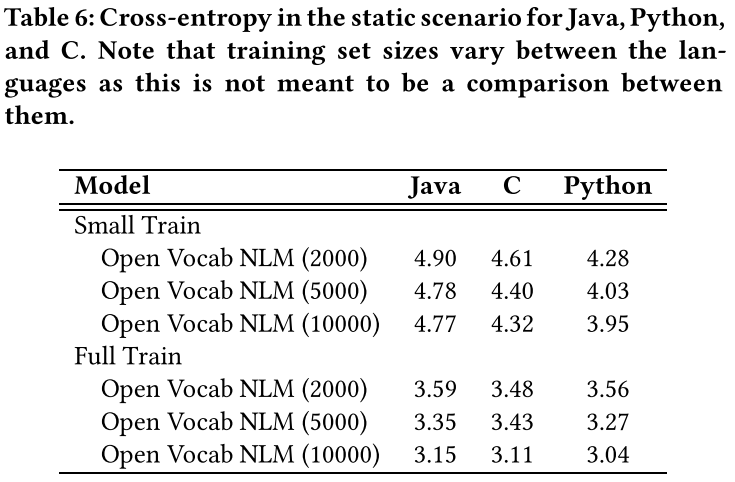 Table 6: Cross-entropy in the static scenario for Java, Python,
and C. Note that training set sizes vary between the lan-
guages as this is not meant to be a comparison between
them.
Model Java C Python
Small Train
Open Vocab NLM (2000) 4.90 4.61 4.28
Open Vocab NLM (5000) 4.78 4.40 4.03
Open Vocab NLM (10000) 4.77 4.32 3.95
Full Train
Open Vocab NLM (2000) 3.59 3.48 3.56
Open Vocab NLM (5000) 3.35 3.43 3.27
Open Vocab NLM (10000) 3.15 3.11 3.04